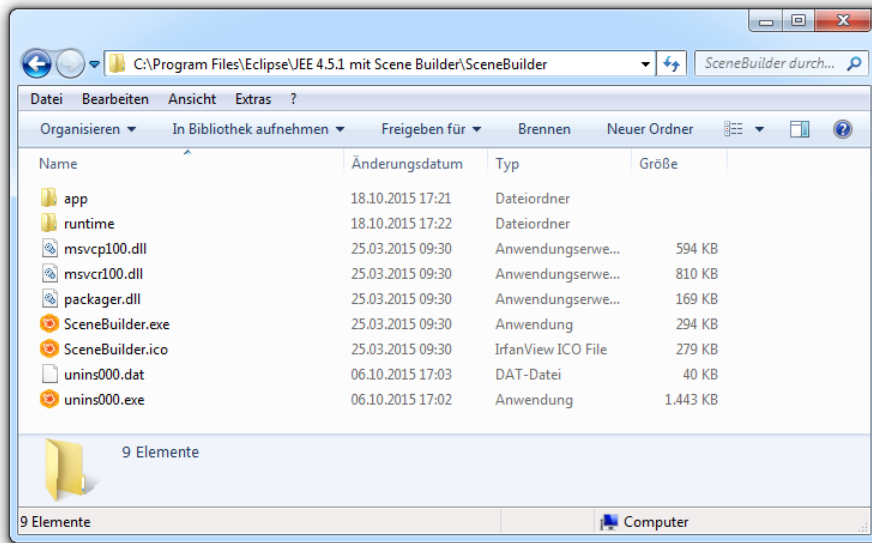 C:\Program Files\Eclipse\JEE 4.5.1 mit Scene Builder\SceneBuilder SceneBuilder durch...
Datei Bearbeiten Ansicht Extras ?
Organisieren In Bibliothek aufnehmen Freigeben für Brennen Neuer Ordner
Name Änderungsdatum Typ Größe
app 18.10.2015 17:21 Dateiordner
runtime 18.10.2015 17:22 Dateiordner
msvcp100.dll 25.03.2015 09:30 Anwendungserwe... 594 KB
msvcr100.dll 25.03.2015 09:30 Anwendungserwe... 810 KB
packager.dll 25.03.2015 09:30 Anwendungserwe... 169 KB
SceneBuilder.exe 25.03.2015 09:30 Anwendung 294 KB
SceneBuilder.ico 25.03.2015 09:30 IrfanView ICO File 279 KB
unins000.dat 06.10.2015 17:03 DAT-Datei 40 KB
unins000.exe 06.10.2015 17:02 Anwendung 1.443 KB
9 Elemente
9 Elemente Computer